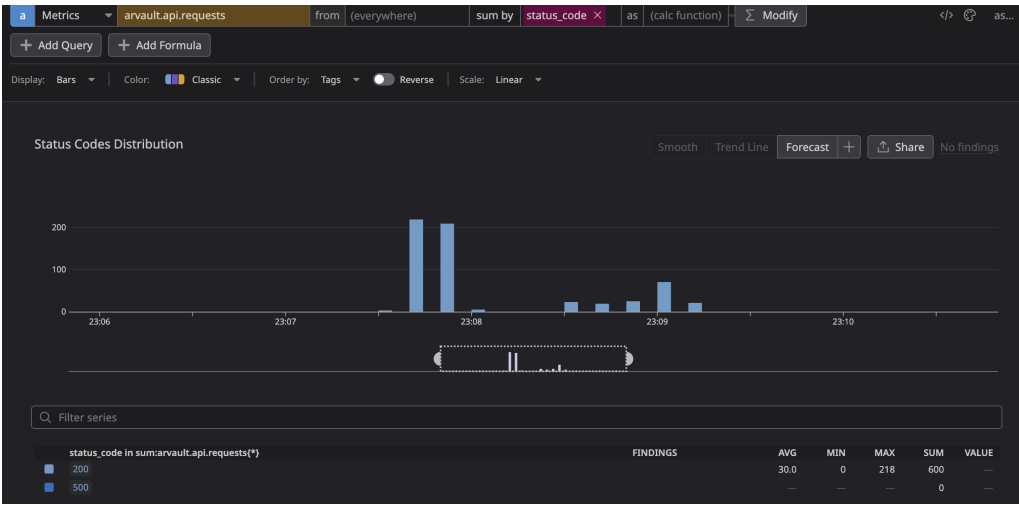 a Metrics arvault.api.requests from (everywhere) sum by status_code × as (calc function) Σ Modify </> as...
+ Add Query + Add Formula
Display: Bars Color: Classic Order by: Tags Reverse Scale: Linear
Status Codes Distribution
Smooth Trend Line Forecast + Share No findings
200
100
0
23:06 23:07 23:08 23:09 23:10
Filter series
status_code in sum:arvault.api.requests{*} FINDINGS AVG MIN MAX SUM VALUE
200 30.0 0 218 600 —
500 — — — 0 —